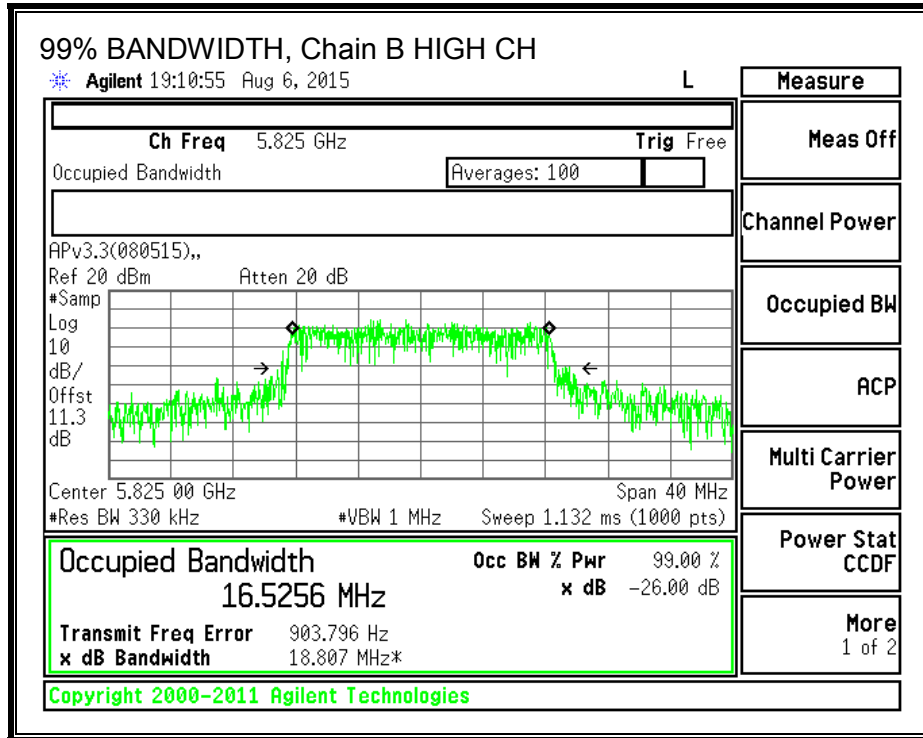 99% BANDWIDTH, Chain B HIGH CH
Agilent 19:10:55 Aug 6, 2015 L
Measure
Ch Freq 5.825 GHz Trig Free
Meas Off
Occupied Bandwidth Averages: 100
Channel Power
APv3.3(080515),,
Ref 20 dBm Atten 20 dB
#Samp
Log
10
dB/
Offst
11.3
dB
Occupied BW
ACP
Multi Carrier
Power
Center 5.825 00 GHz Span 40 MHz
#Res BW 330 kHz #VBW 1 MHz Sweep 1.132 ms (1000 pts)
Power Stat
CCDF
Occupied Bandwidth Occ BW % Pwr 99.00 %
16.5256 MHz x dB -26.00 dB
Transmit Freq Error 903.796 Hz
x dB Bandwidth 18.807 MHz*
More
1 of 2
Copyright 2000-2011 Agilent Technologies